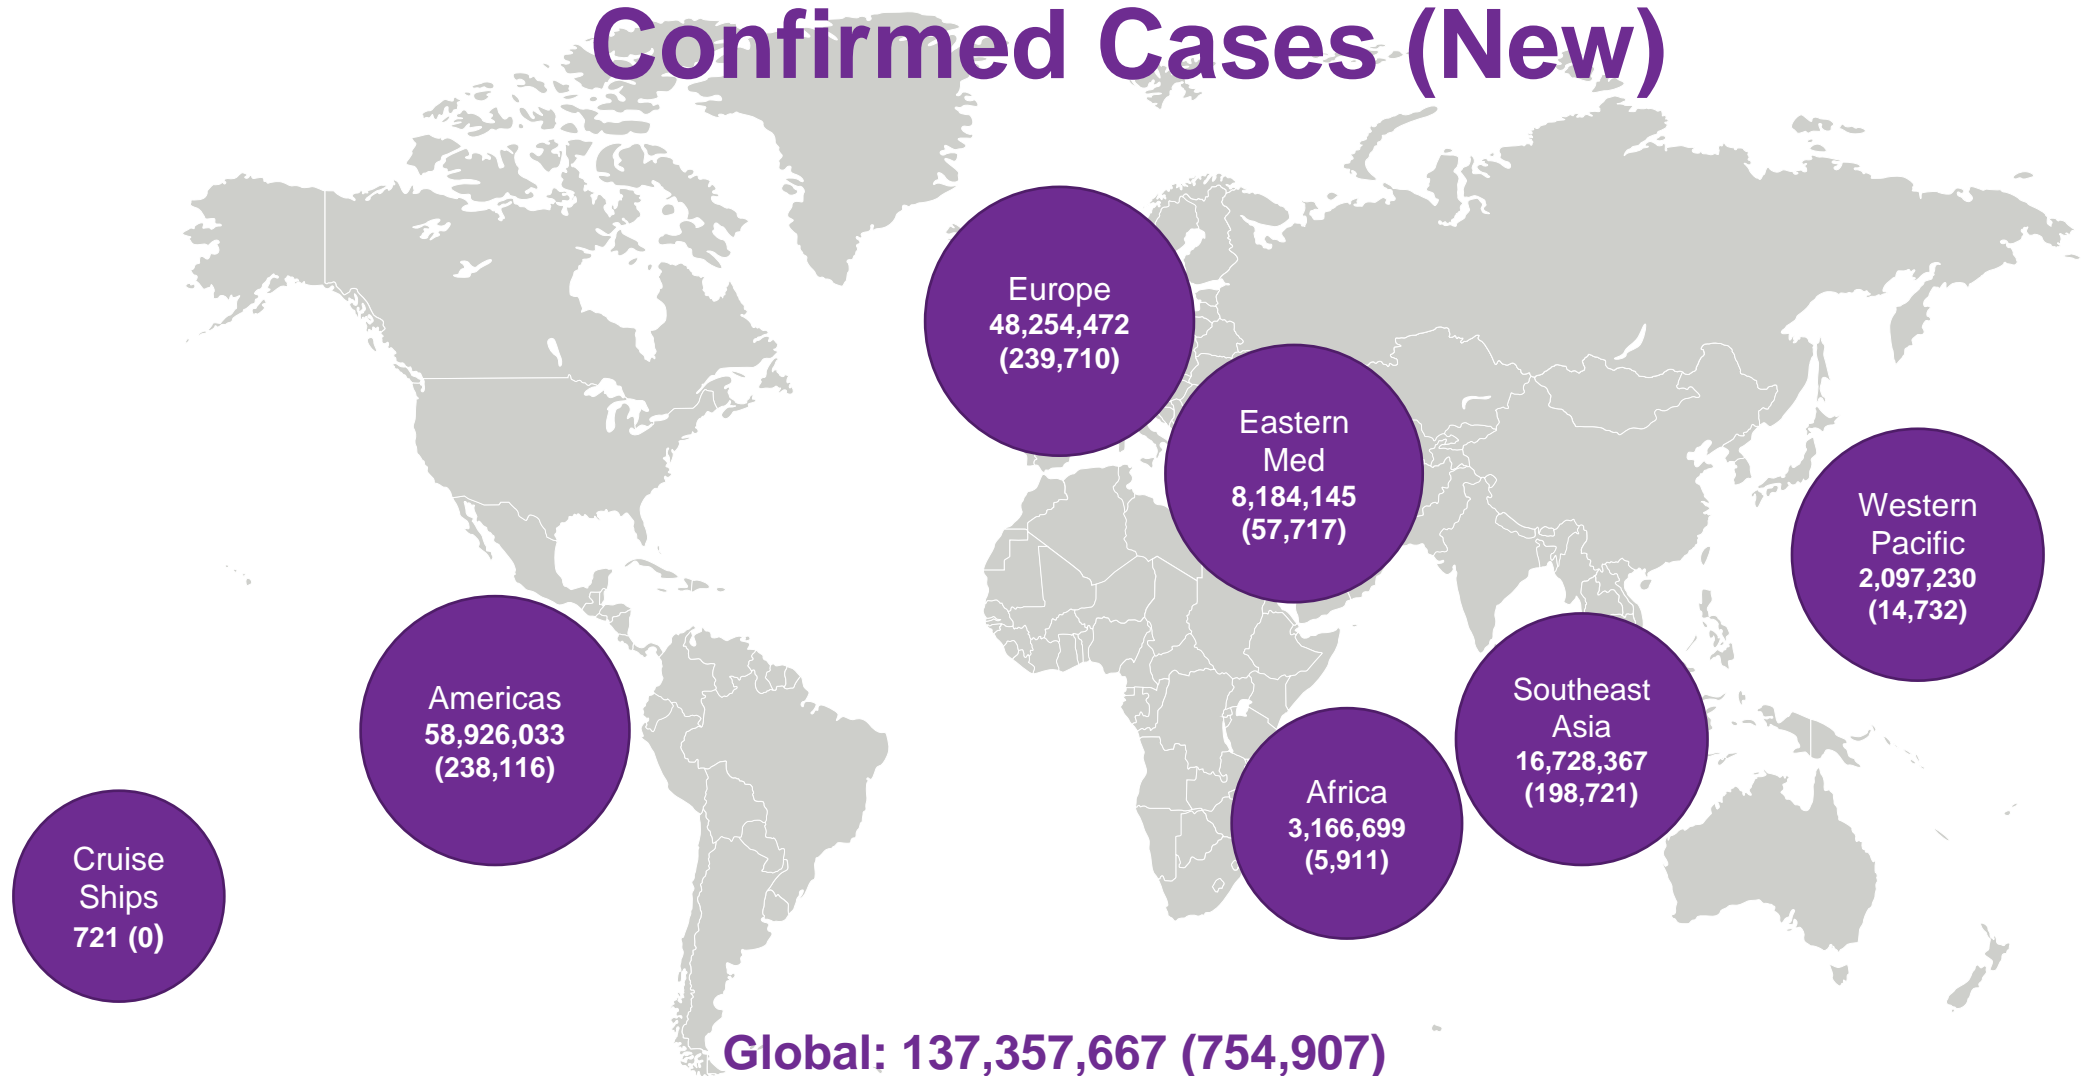 Confirmed Cases (New)
Europe
48,254,472
(239,710)
Eastern
Med
8,184,145
(57,717)
Western
Pacific
2,097,230
(14,732)
Americas
58,926,033
(238,116)
Southeast
Asia
16,728,367
(198,721)
Africa
3,166,699
(5,911)
Cruise
Ships
721 (0)
Global: 137,357,667 (754,907)